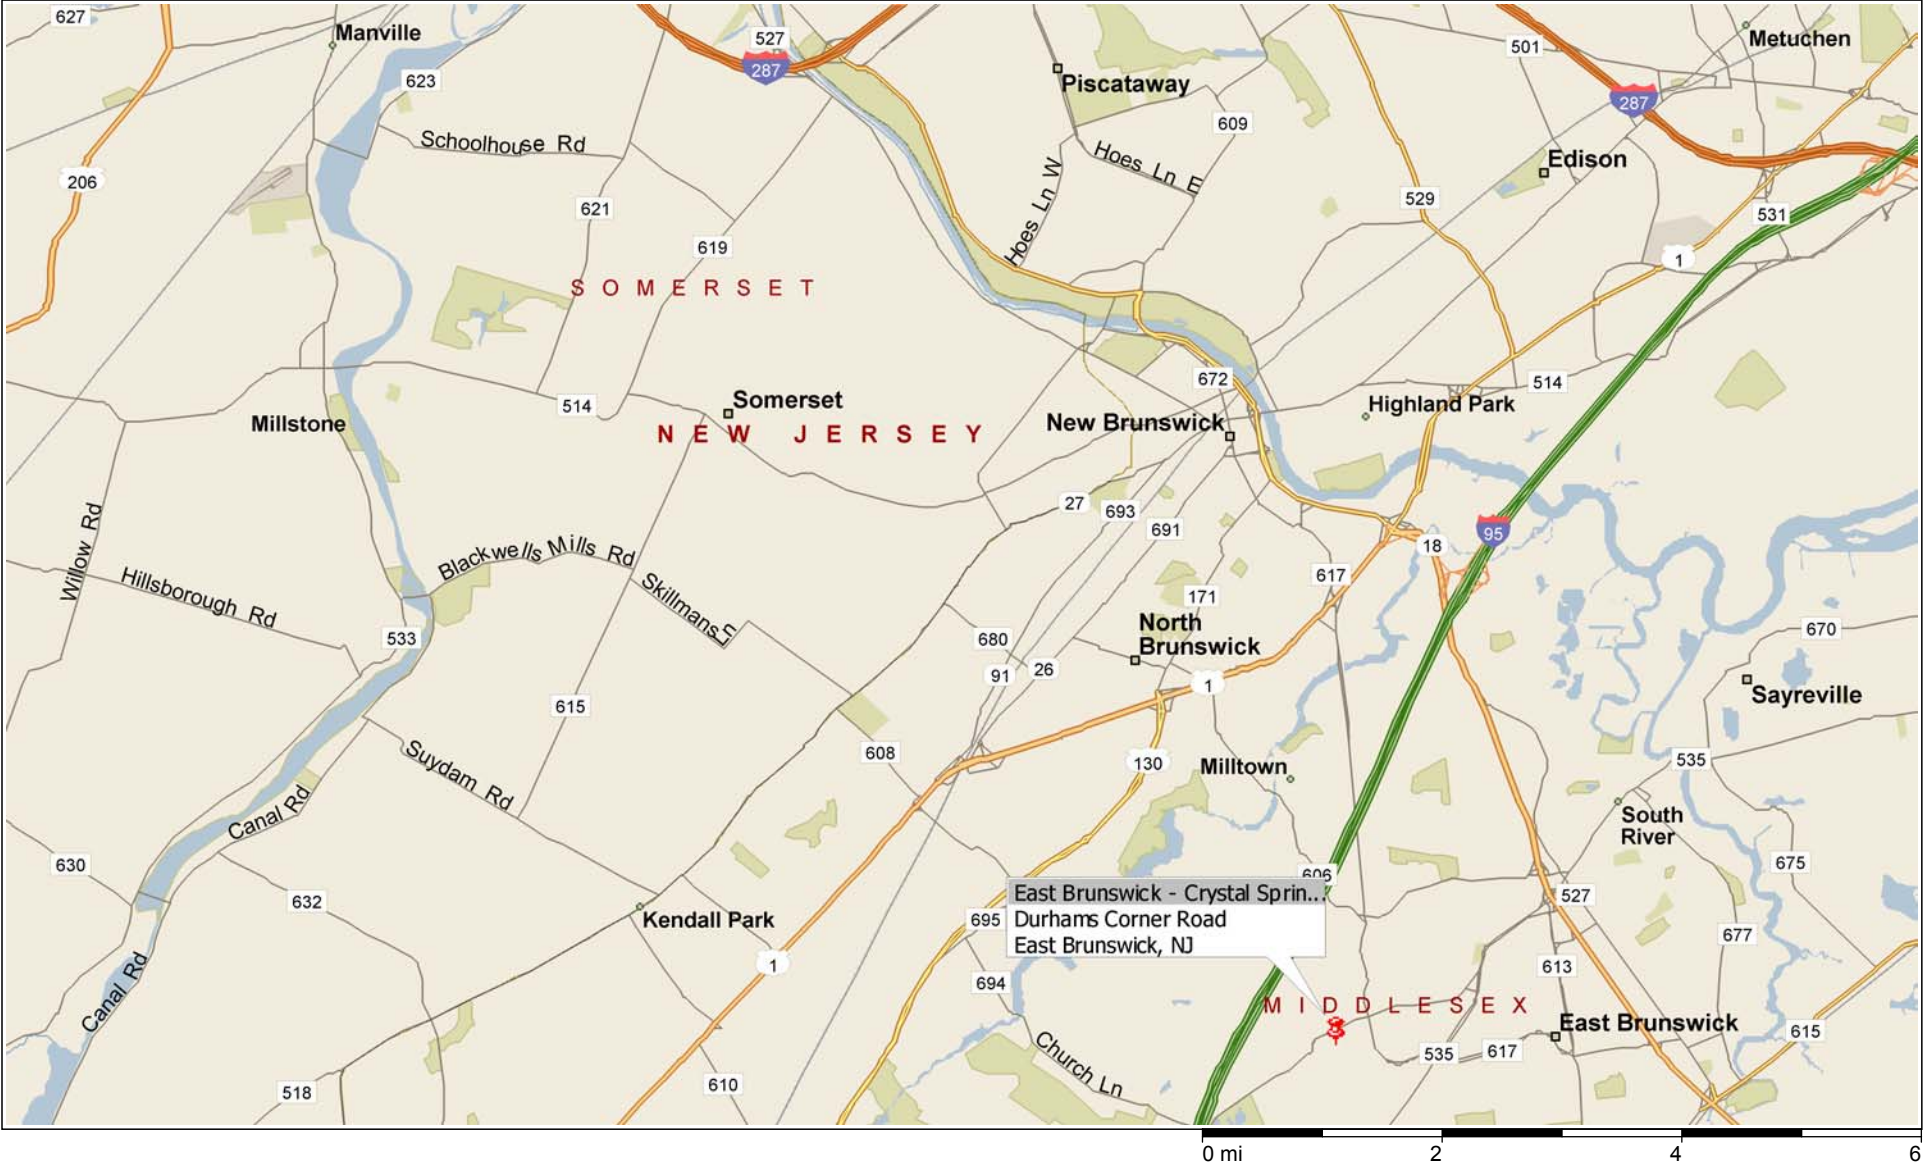 627
Manville
623
527
287
Piscataway
609
501
Metuchen
287
Schoolhouse Rd
Hoes Ln E
Hoes Ln W
Edison
206
621
529
531
619
1
SOMERSET
672
514
514
Somerset
Highland Park
Millstone
New Brunswick
NEW JERSEY
27
693
691
95
18
Willow Rd
Blackwells Mills Rd
Hillsborough Rd
Skillmans Ln
617
171
North
Brunswick
533
680
670
91
26
1
Sayreville
615
608
130
Suydam Rd
Milltown
535
Canal Rd
South
River
630
675
606
632
East Brunswick - Crystal Sprin...
Durhams Corner Road
East Brunswick, NJ
527
Kendall Park
695
677
1
613
694
Canal Rd
MIDDLESEX
East Brunswick
615
535
617
Church Ln
518
610
0 mi
2
4
6